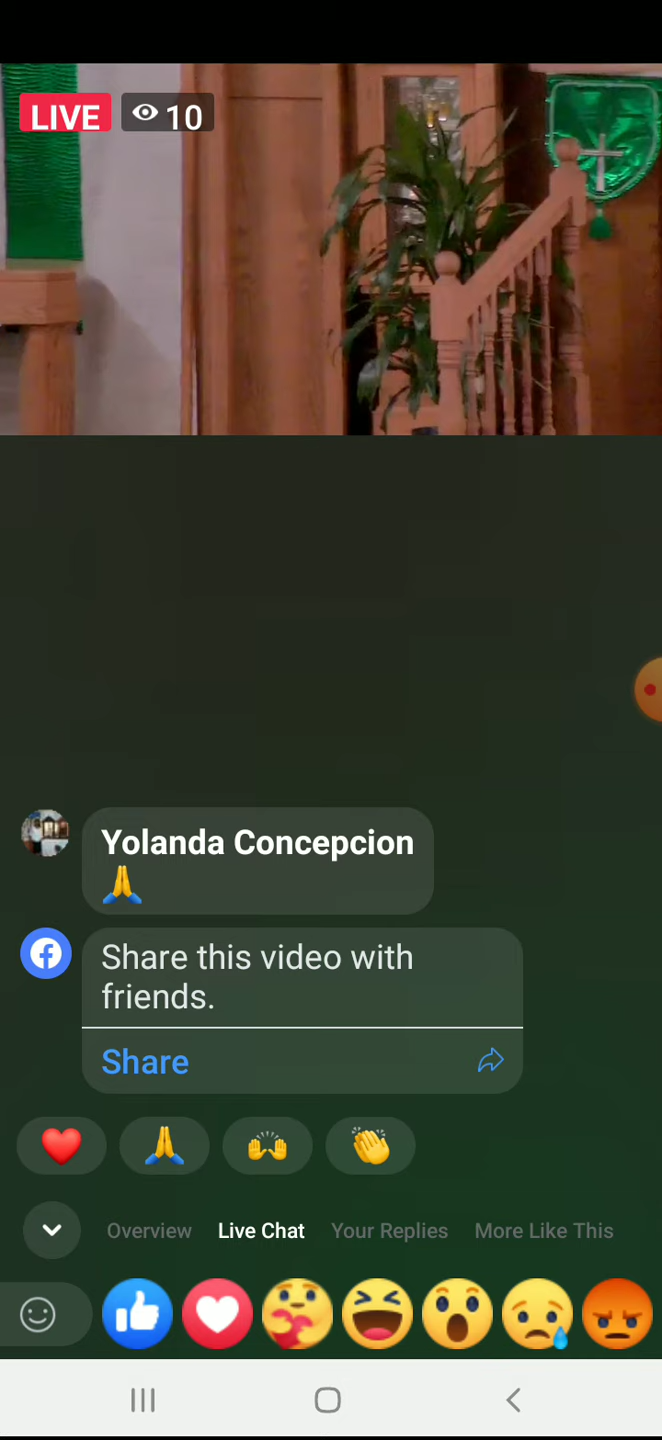 LIVE 10
Yolanda Concepcion
🙏
Share this video with
friends.
Share
Overview Live Chat Your Replies More Like This